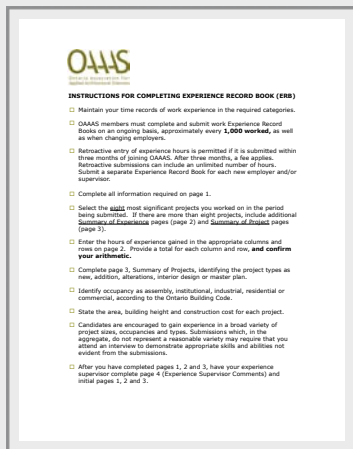 OAAAS
Ontario Association for
Applied Architectural Sciences
INSTRUCTIONS FOR COMPLETING EXPERIENCE RECORD BOOK (ERB)
Maintain your time records of work experience in the required categories.
OAAAS members must complete and submit work Experience Record
Books on an ongoing basis, approximately every 1,000 worked, as well
as when changing employers.
Retroactive entry of experience hours is permitted if it is submitted within
three months of joining OAAAS. After three months, a fee applies.
Retroactive submissions can include an unlimited number of hours.
Submit a separate Experience Record Book for each new employer and/or
supervisor.
Complete all information required on page 1.
Select the eight most significant projects you worked on in the period
being submitted. If there are more than eight projects, include additional
Summary of Experience pages (page 2) and Summary of Project pages
(page 3).
Enter the hours of experience gained in the appropriate columns and
rows on page 2. Provide a total for each column and row, and confirm
your arithmetic.
Complete page 3, Summary of Projects, identifying the project types as
new, addition, alterations, interior design or master plan.
Identify occupancy as assembly, institutional, industrial, residential or
commercial, according to the Ontario Building Code.
State the area, building height and construction cost for each project.
Candidates are encouraged to gain experience in a broad variety of
project sizes, occupancies and types. Submissions which, in the
aggregate, do not represent a reasonable variety may require that you
attend an interview to demonstrate appropriate skills and abilities not
evident from the submissions.
After you have completed pages 1, 2 and 3, have your experience
supervisor complete page 4 (Experience Supervisor Comments) and
initial pages 1, 2 and 3.